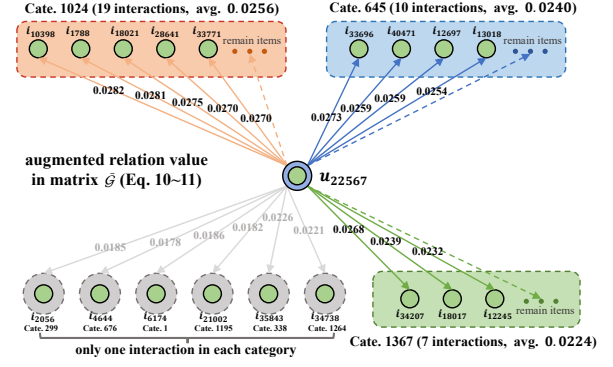 Cate. 1024 (19 interactions, avg. 0.0256)
Cate. 645 (10 interactions, avg. 0.0240)
i10398 i1788 i18021 i28641 i33771
remain items
i33696 i40471 i12697 i13018
remain items
0.0282 0.0281 0.0275 0.0270 0.0270
0.0273 0.0259 0.0259 0.0254
augmented relation value
in matrix 𝒢̄ (Eq. 10~11)
u22567
0.0185 0.0178 0.0186 0.0182 0.0226 0.0221
0.0268 0.0239 0.0232
i2056 i4644 i6174 i21002 i35843 i34738
Cate. 299 Cate. 676 Cate. 1 Cate. 1195 Cate. 338 Cate. 1264
only one interaction in each category
i34207 i18017 i12245
remain items
Cate. 1367 (7 interactions, avg. 0.0224)